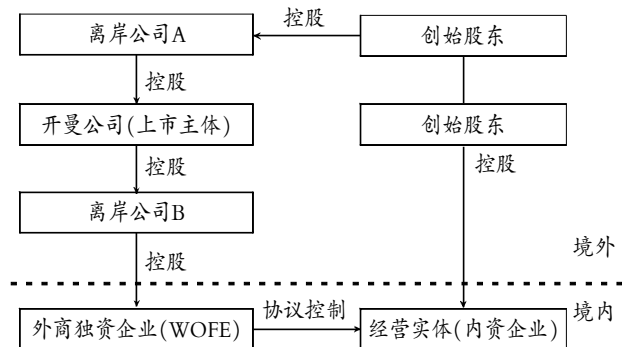 离岸公司A
控股
创始股东
控股
开曼公司(上市主体)
创始股东
控股
控股
离岸公司B
控股
境外
外商独资企业(WOFE)
协议控制
经营实体(内资企业)
境内